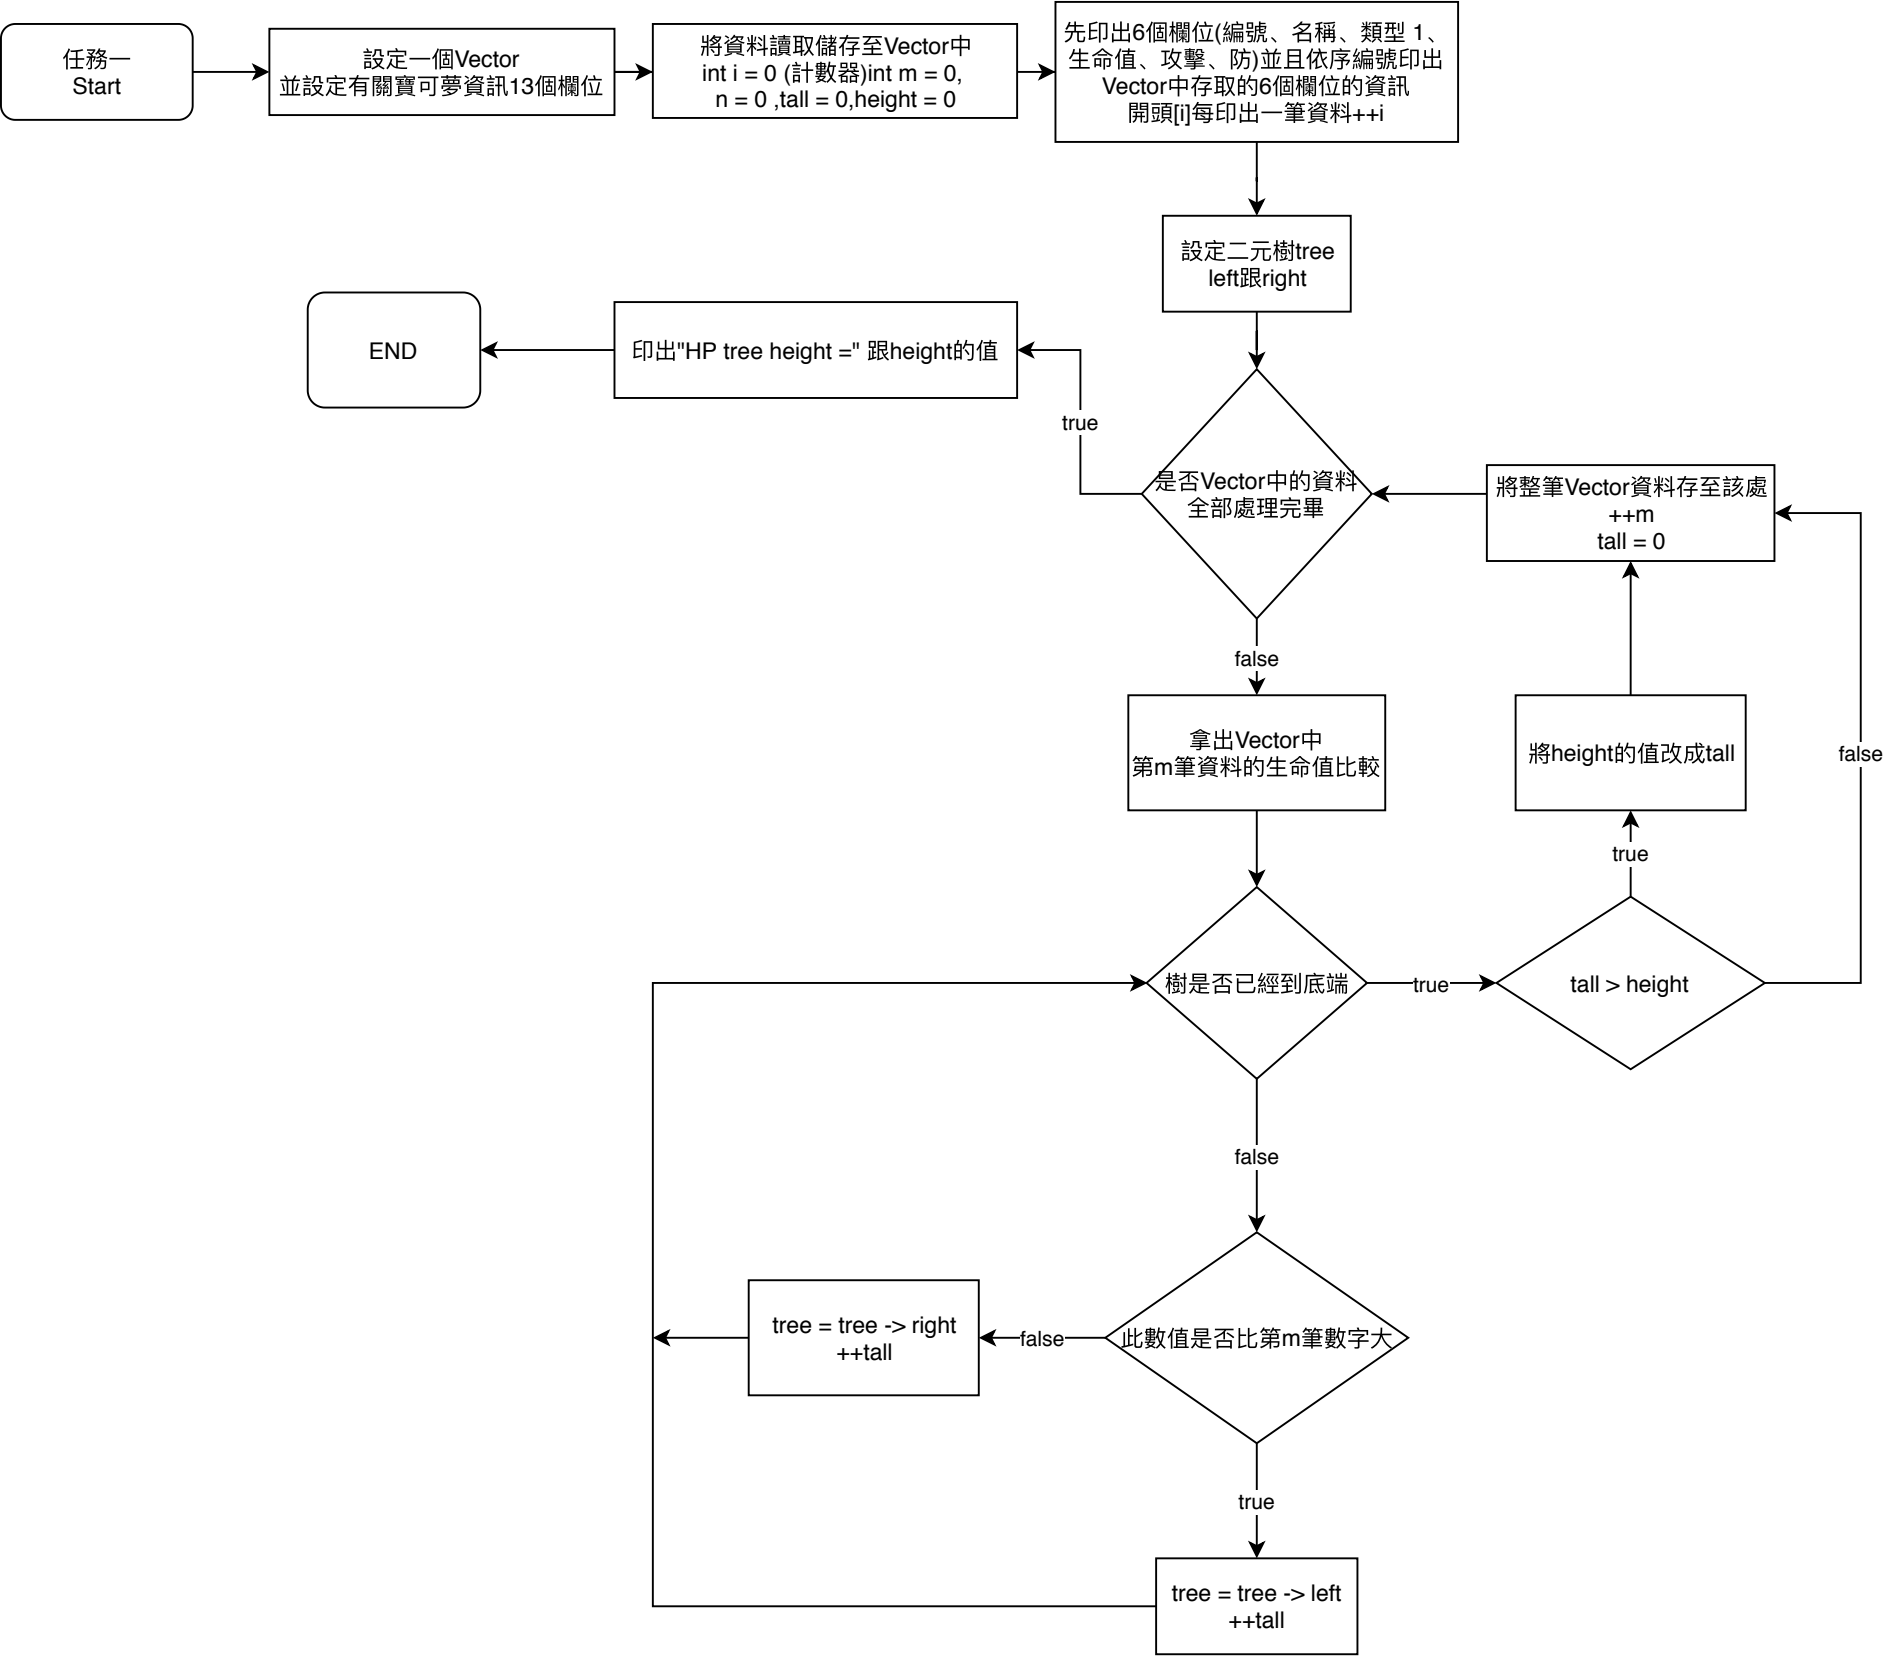 任務一
Start
設定一個Vector
並設定有關寶可夢資訊13個欄位
將資料讀取儲存至Vector中
int i = 0 (計數器)int m = 0,
n = 0 ,tall = 0,height = 0
先印出6個欄位(編號、名稱、類型 1、
生命值、攻擊、防)並且依序編號印出
Vector中存取的6個欄位的資訊
開頭[i]每印出一筆資料++i
設定二元樹tree
left跟right
END
印出"HP tree height =" 跟height的值
true
是否Vector中的資料
全部處理完畢
將整筆Vector資料存至該處
++m
tall = 0
false
拿出Vector中
第m筆資料的生命值比較
將height的值改成tall
false
true
樹是否已經到底端
true
tall > height
false
tree = tree -> right
++tall
false
此數值是否比第m筆數字大
true
tree = tree -> left
++tall